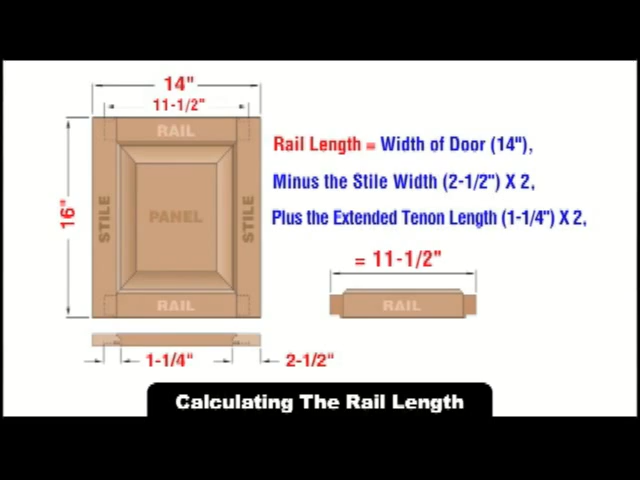 14"
11-1/2"
RAIL
Rail Length = Width of Door (14"),
Minus the Stile Width (2-1/2") X 2,
Plus the Extended Tenon Length (1-1/4") X 2,
16"
STILE
PANEL
STILE
= 11-1/2"
RAIL
RAIL
1-1/4"
2-1/2"
Calculating The Rail Length